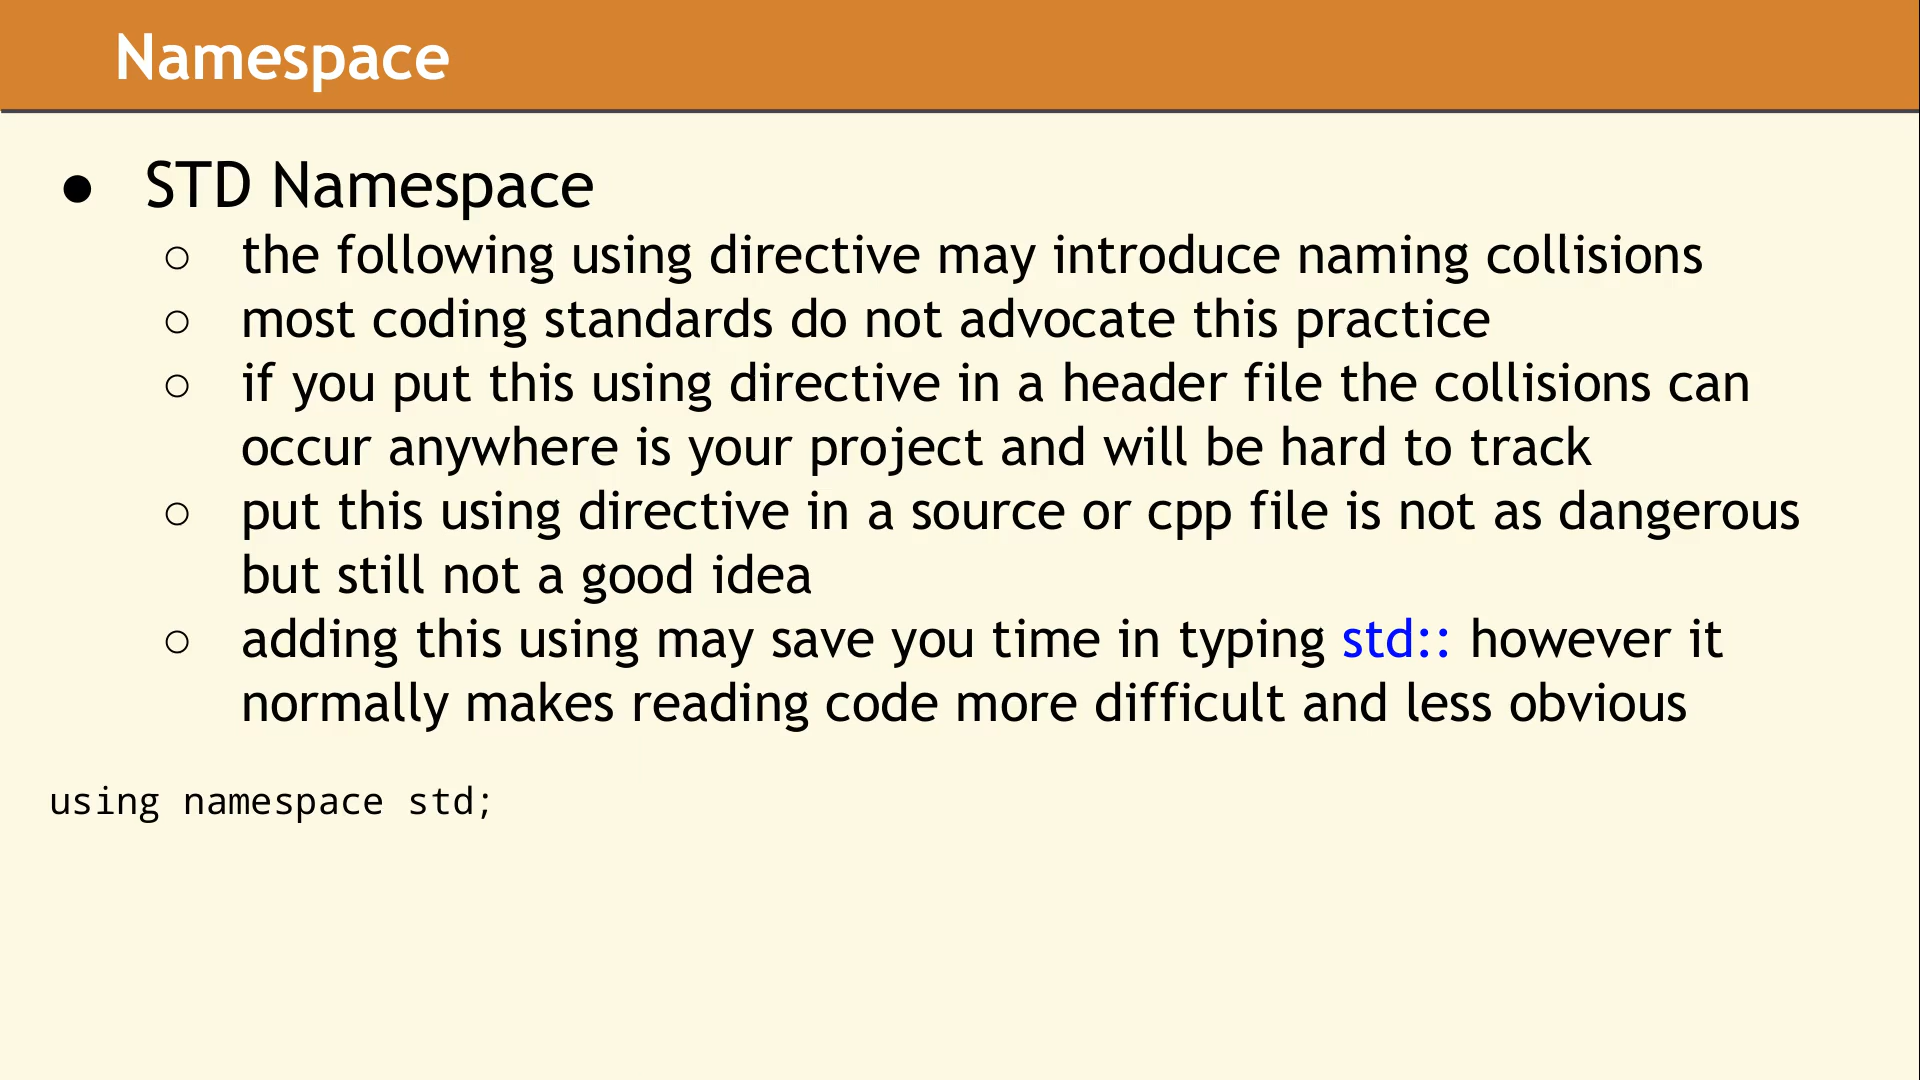 Namespace
● STD Namespace
○ the following using directive may introduce naming collisions
○ most coding standards do not advocate this practice
○ if you put this using directive in a header file the collisions can
occur anywhere is your project and will be hard to track
○ put this using directive in a source or cpp file is not as dangerous
but still not a good idea
○ adding this using may save you time in typing std:: however it
normally makes reading code more difficult and less obvious
using namespace std;